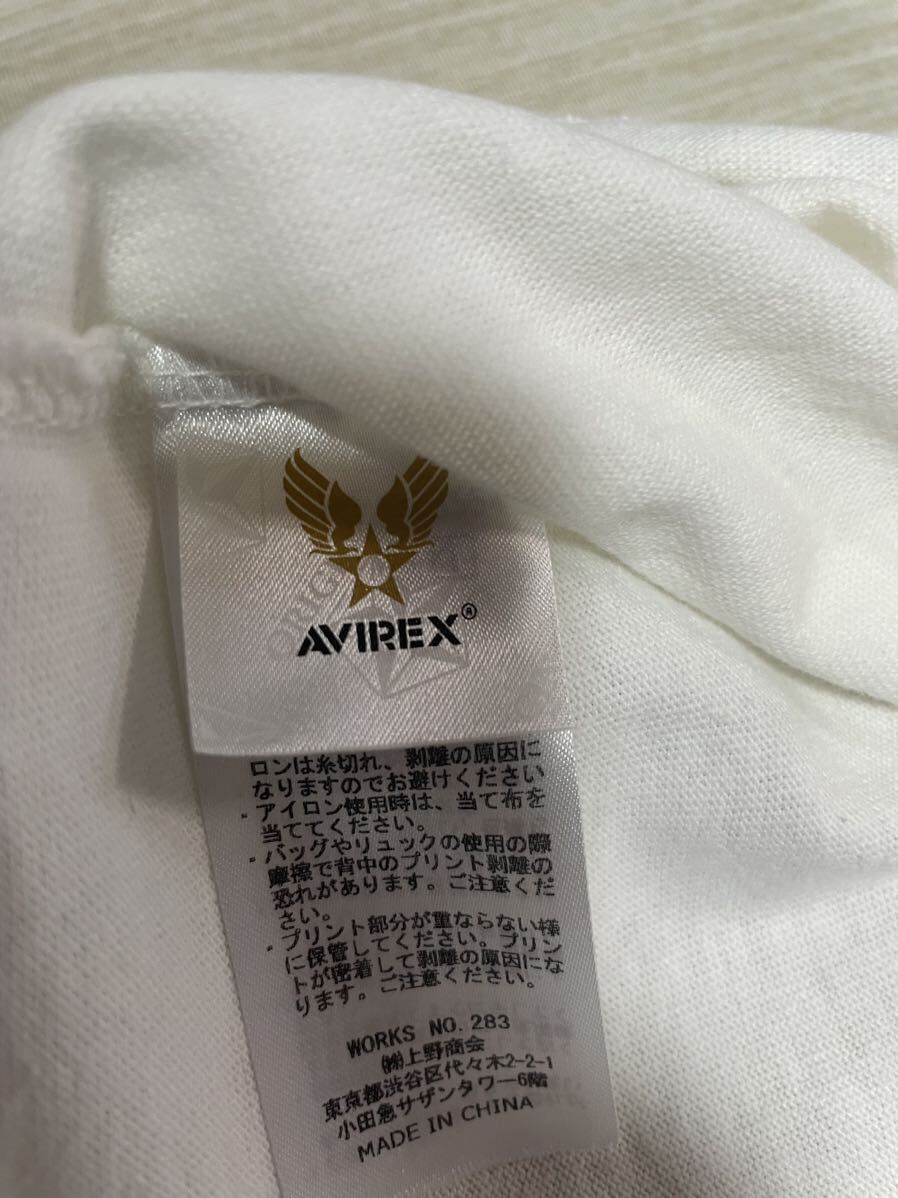 ORIG
AVIREX®
ロンは糸切れ、剥離の原因に
なりますのでお避けください
・アイロン使用時は、当て布を
当ててください。
・バッグやリュックの使用の際
摩擦で背中のプリント剥離の
恐れがあります。ご注意くだ
さい。
・プリント部分が重ならない様
に保管してください。プリン
トが密着して剥離の原因にな
ります。ご注意ください。
WORKS NO. 283
㈱上野商会
東京都渋谷区代々木2-2-1
小田急サザンタワー6階
MADE IN CHINA